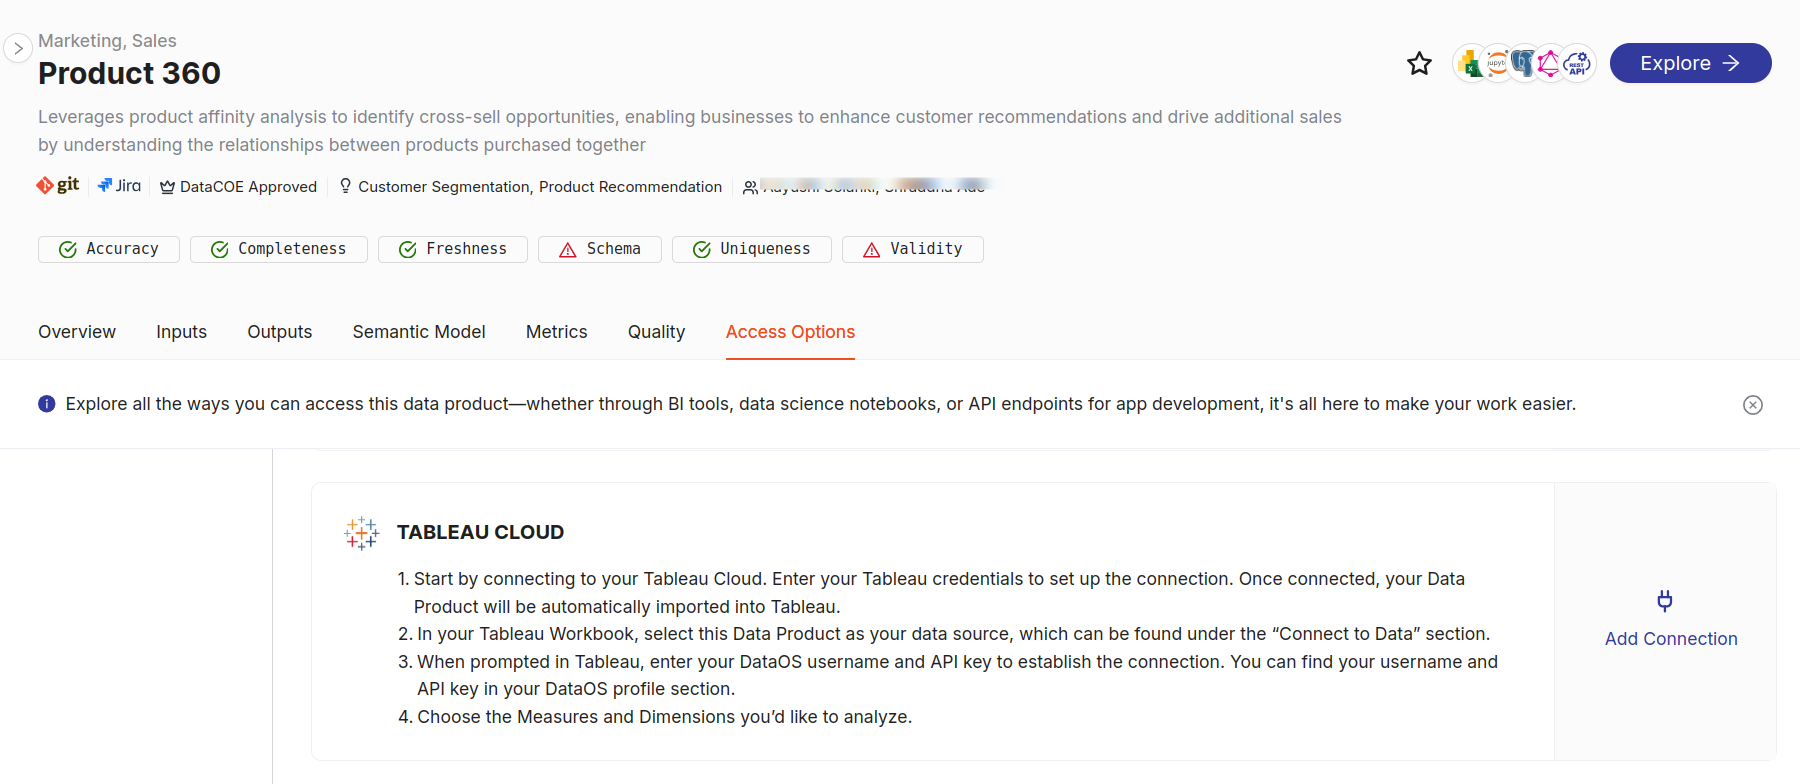 Marketing, Sales
Product 360
Explore
jupyter
X
REST
API
Leverages product affinity analysis to identify cross-sell opportunities, enabling businesses to enhance customer recommendations and drive additional sales
by understanding the relationships between products purchased together
git Jira DataCOE Approved Customer Segmentation, Product Recommendation
Accuracy Completeness Freshness Schema Uniqueness Validity
Overview Inputs Outputs Semantic Model Metrics Quality Access Options
Explore all the ways you can access this data product—whether through BI tools, data science notebooks, or API endpoints for app development, it's all here to make your work easier.
TABLEAU CLOUD
1. Start by connecting to your Tableau Cloud. Enter your Tableau credentials to set up the connection. Once connected, your Data
Product will be automatically imported into Tableau.
2. In your Tableau Workbook, select this Data Product as your data source, which can be found under the “Connect to Data” section.
3. When prompted in Tableau, enter your DataOS username and API key to establish the connection. You can find your username and
API key in your DataOS profile section.
4. Choose the Measures and Dimensions you’d like to analyze.
Add Connection